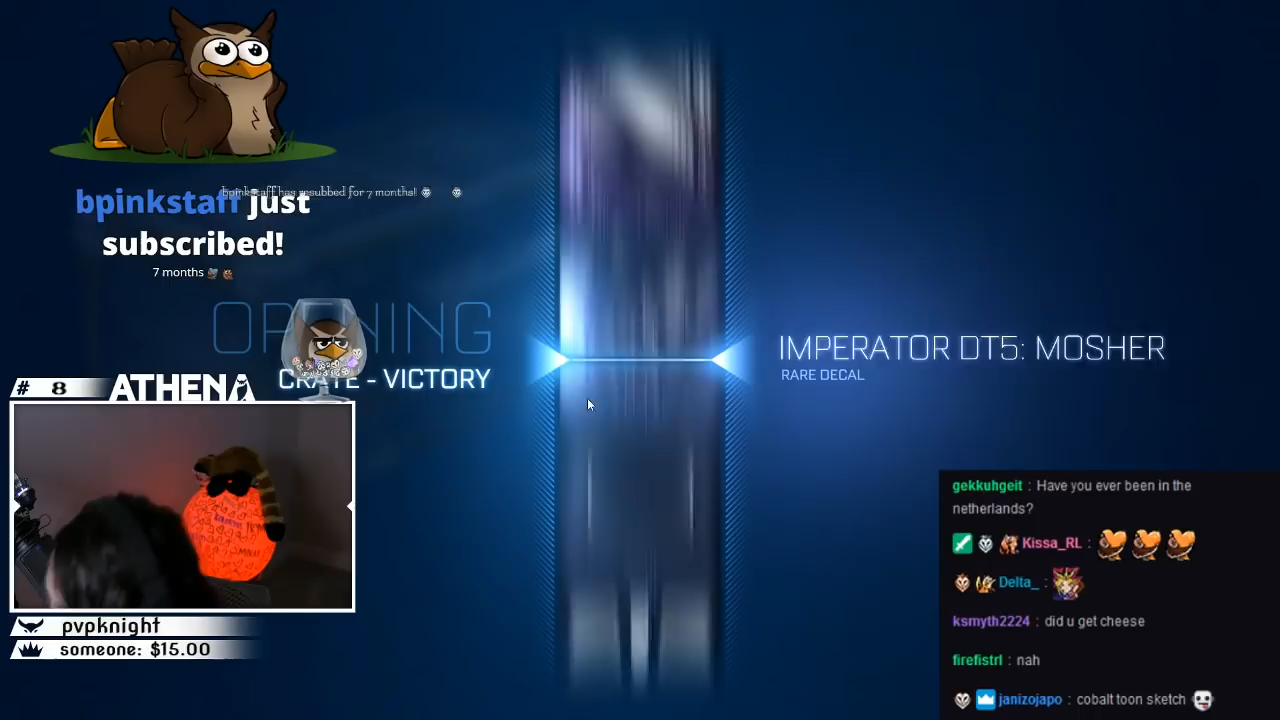 bpinkstaff has resubbed for 7 months!
bpinkstaff just
subscribed!
7 months
OPENING
CRATE - VICTORY
IMPERATOR DT5: MOSHER
RARE DECAL
# 8 ATHENA
pvpknight
someone: $15.00
gekkuhgeit : Have you ever been in the
netherlands?
Kissa_RL :
Delta_ :
ksmyth2224 : did u get cheese
firefistrl : nah
janizojapo : cobalt toon sketch